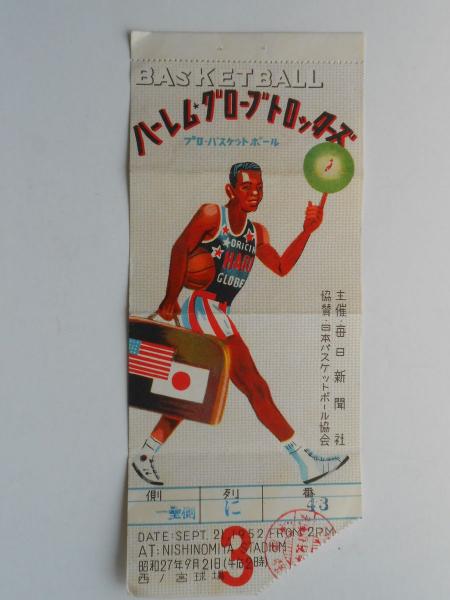 BASKETBALL
ハーレム・グローブトロッターズ
プロ・バスケットボール
ORIGIN
HARL
GLOBE
主催・毎日新聞社
協賛・日本バスケットボール協会
側 列 番
一塁側 に 43
DATE: SEPT. 21, 1952 FROM 2PM
AT: NISHINOMIYA STADIUM
昭和27年9月21日(午后2時)
西ノ宮球場
3